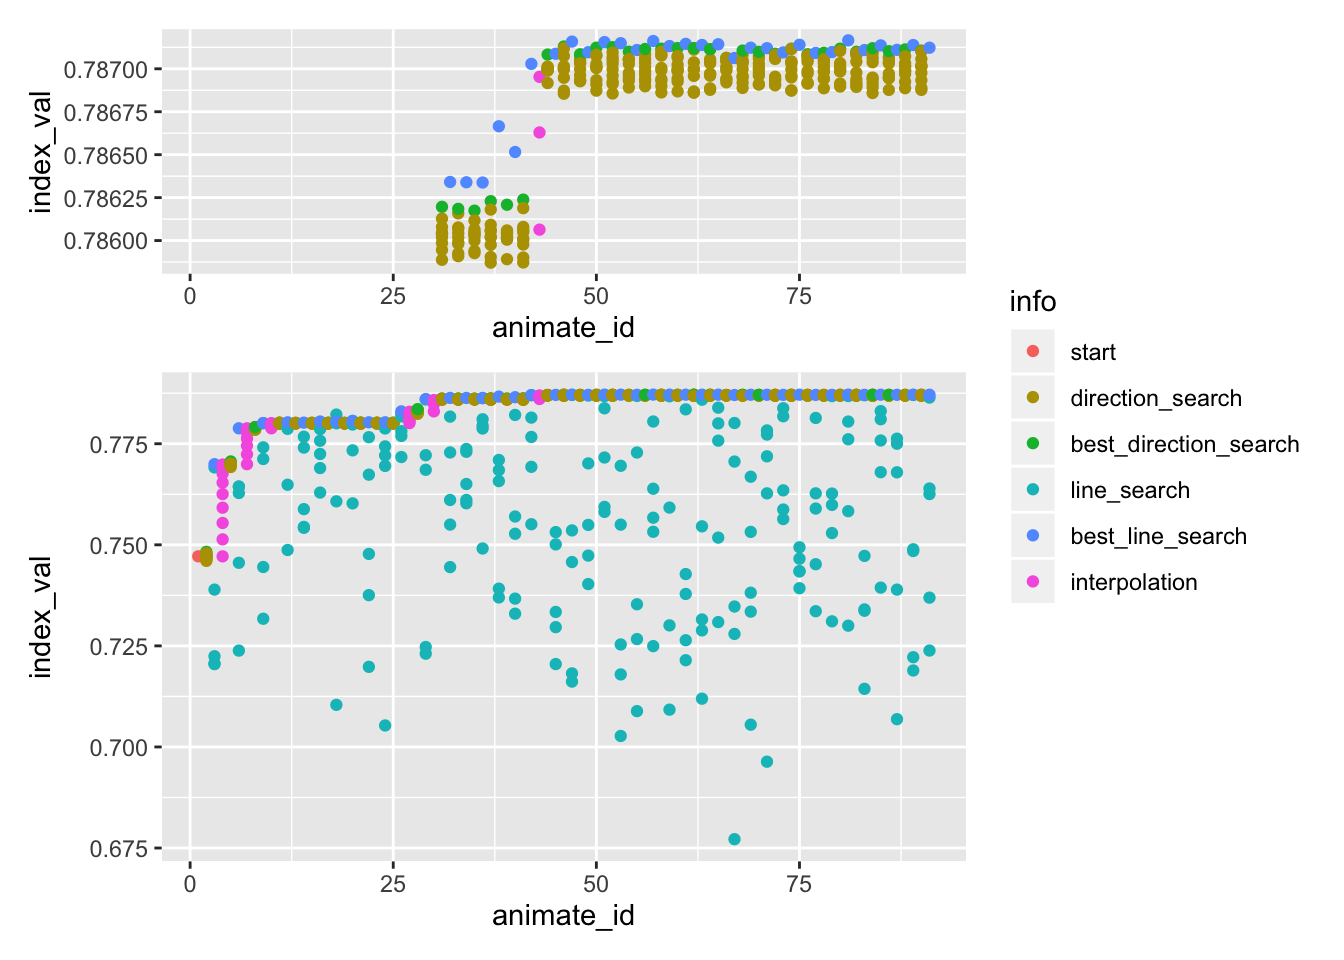 index_val
0.78700
0.78675
0.78650
0.78625
0.78600
0 25 50 75
animate_id
index_val
0.775
0.750
0.725
0.700
0.675
0 25 50 75
animate_id
info
start
direction_search
best_direction_search
line_search
best_line_search
interpolation